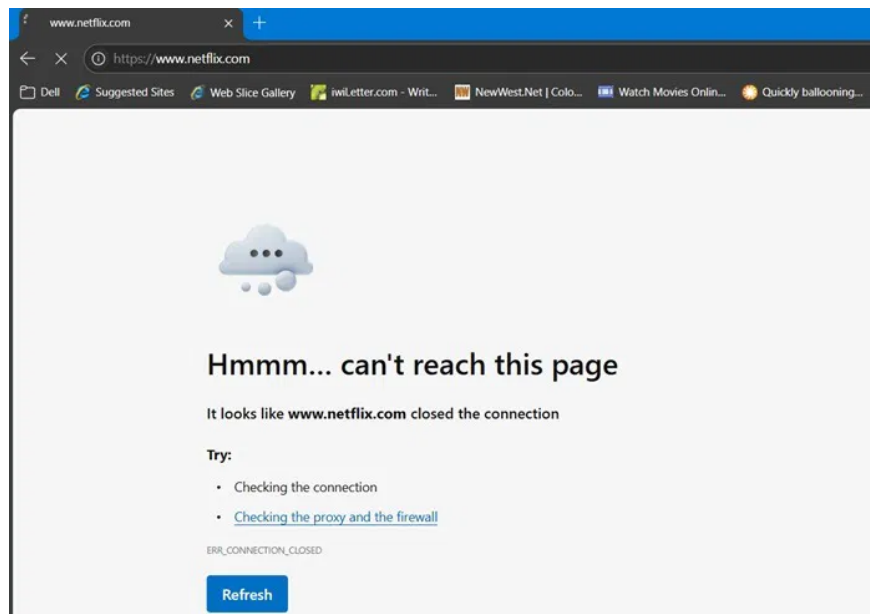 www.netflix.com
https://www.netflix.com
Dell Suggested Sites Web Slice Gallery iwiLetter.com - Writ... NW NewWest.Net | Colo... Watch Movies Onlin... Quickly ballooning...
Hmmm... can't reach this page
It looks like www.netflix.com closed the connection
Try:
• Checking the connection
• Checking the proxy and the firewall
ERR_CONNECTION_CLOSED
Refresh